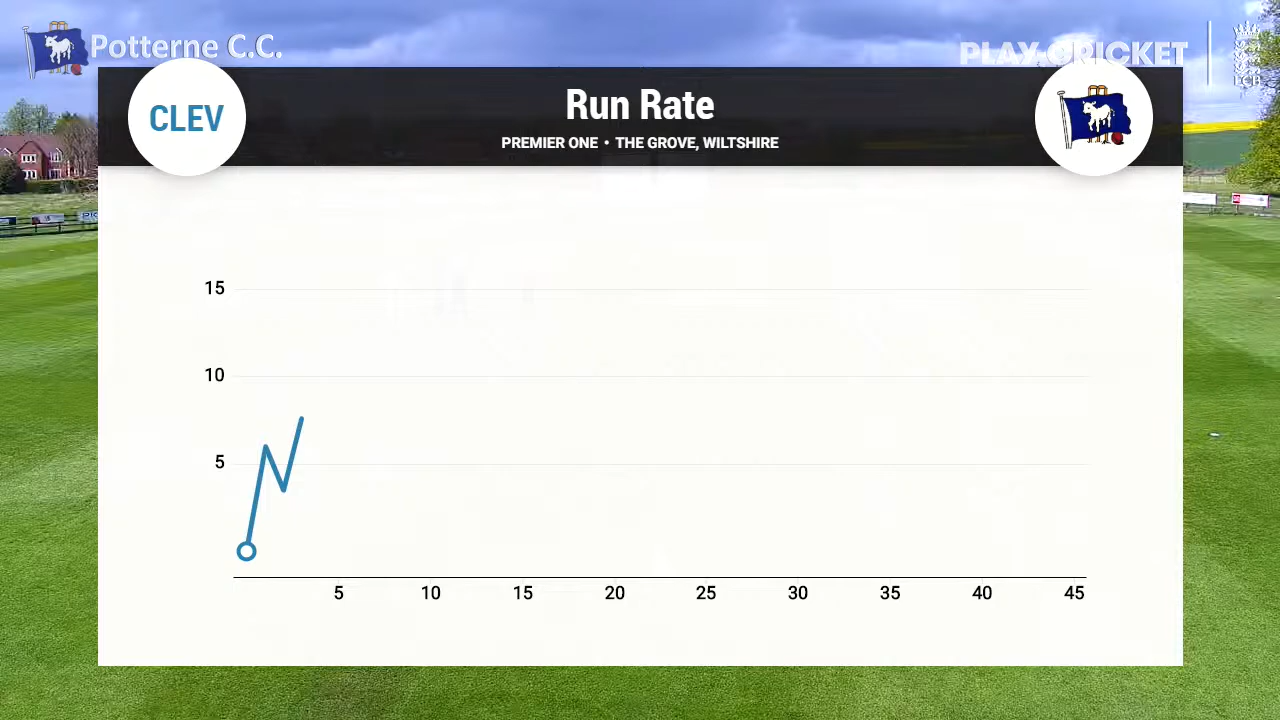 Potterne C.C.
PLAY-CRICKET
ECB
CLEV
Run Rate
PREMIER ONE • THE GROVE, WILTSHIRE
15
10
5
5 10 15 20 25 30 35 40 45